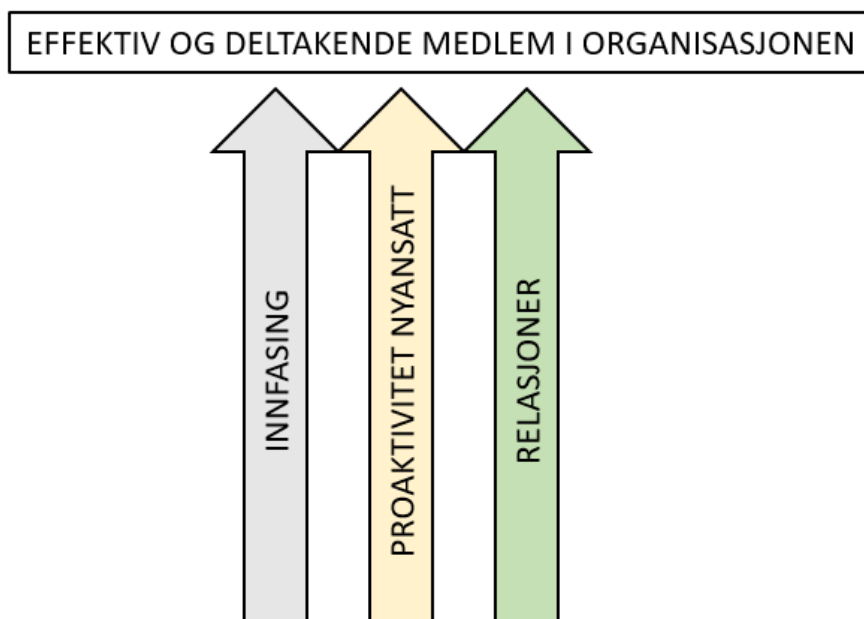 EFFEKTIV OG DELTAKENDE MEDLEM I ORGANISASJONEN
INNFASING
PROAKTIVITET NYANSATT
RELASJONER